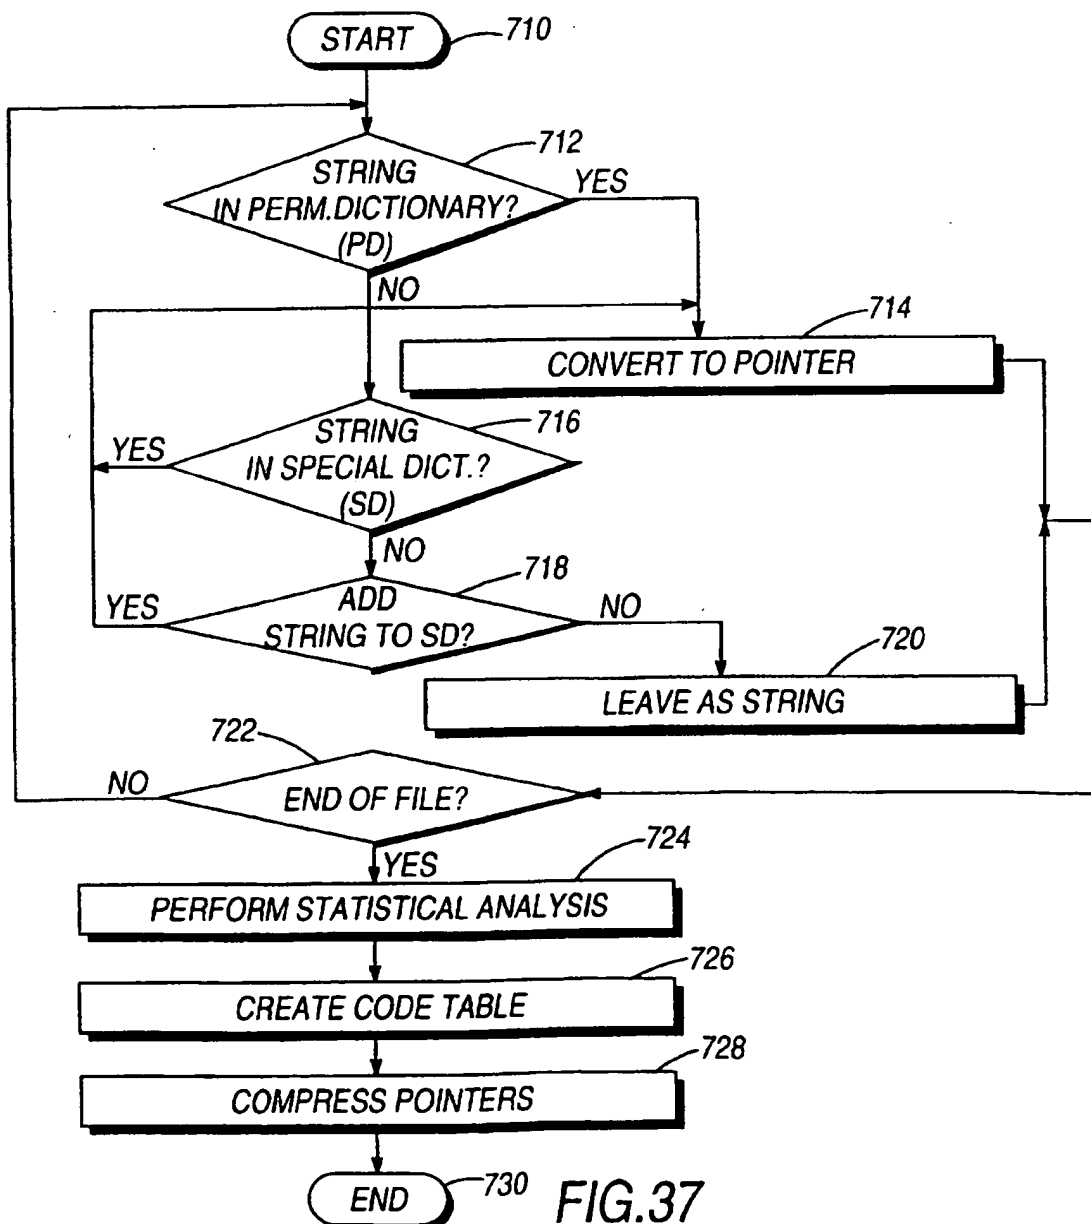 START
710
712
STRING
IN PERM.DICTIONARY?
(PD)
YES
NO
714
CONVERT TO POINTER
716
STRING
IN SPECIAL DICT.?
(SD)
YES
NO
718
ADD
STRING TO SD?
YES
NO
720
LEAVE AS STRING
722
NO
END OF FILE?
YES
724
PERFORM STATISTICAL ANALYSIS
726
CREATE CODE TABLE
728
COMPRESS POINTERS
END
730
FIG.37